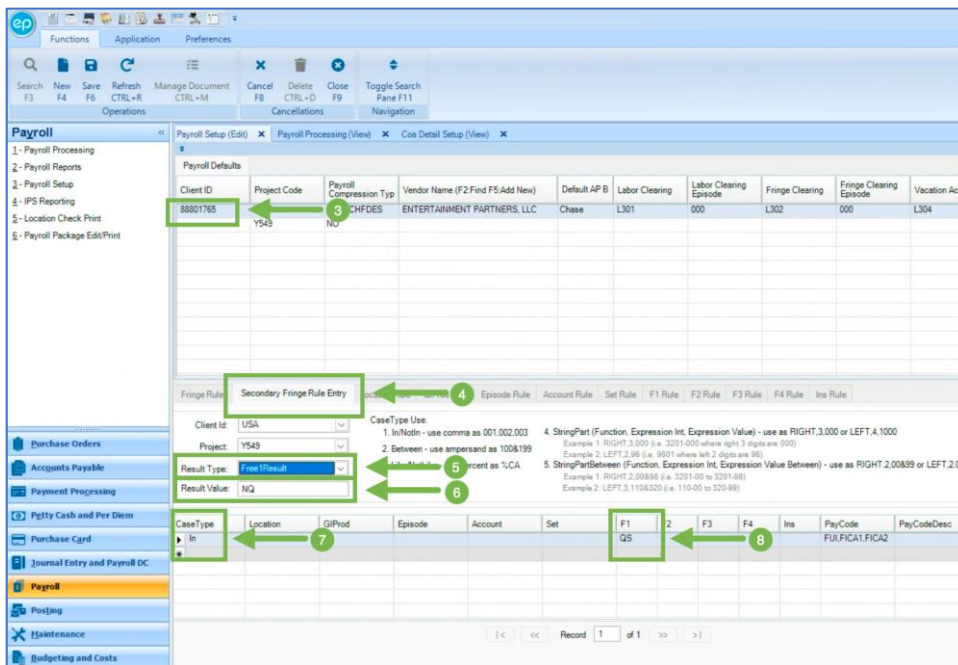 ep
Functions Application Preferences
Search New Save Refresh Manage Document Cancel Delete Close Toggle Search
F3 F4 F6 CTRL+R CTRL+M F8 CTRL+D F9 Pane F11
Operations Cancellations Navigation
Payroll «
Payroll Setup (Edit) x Payroll Processing (View) x Coa Detail Setup (View) x
1 - Payroll Processing
2 - Payroll Reports
3 - Payroll Setup
4 - IPS Reporting
5 - Location Check Print
6 - Payroll Package Edit/Print
Payroll Defaults
Client ID Project Code Payroll Compression Typ Vendor Name (F2:Find F5:Add New) Default AP B Labor Clearing Labor Clearing Episode Fringe Clearing Fringe Clearing Episode Vacation Ac
88801765 3 CHFDES ENTERTAINMENT PARTNERS, LLC Chase L301 000 L302 000 L304
Y549 NO
Fringe Rule Secondary Fringe Rule Entry 4 Episode Rule Account Rule Set Rule F1 Rule F2 Rule F3 Rule F4 Rule Ins Rule
Client Id: USA
Project: Y549
Result Type: Free1Result 5
Result Value: NQ 6
CaseType Use:
1. In/NotIn - use comma as 001,002,003
2. Between - use ampersand as 100&199
percent as %CA
4. StringPart (Function, Expression Int, Expression Value) - use as RIGHT,3,000 or LEFT,4,1000
Example 1: RIGHT,3,000 (i.e. 3201-000 where right 3 digits are 000)
Example 2: LEFT,2,96 (i.e. 9601 where left 2 digits are 96)
5. StringPartBetween (Function, Expression Int, Expression Value Between) - use as RIGHT,2,00&99 or LEFT,2,0
Example 1: RIGHT,2,00&98 (i.e. 3201-00 to 3201-98)
Example 2: LEFT,3,110&320 (i.e. 110-00 to 320-99)
CaseType Location GlProd Episode Account Set F1 2 F3 F4 Ins PayCode PayCodeDesc
In 7 QS 8 FUI,FICA1,FICA2
|< << Record 1 of 1 >> >|
Purchase Orders
Accounts Payable
Payment Processing
Petty Cash and Per Diem
Purchase Card
Journal Entry and Payroll DC
Payroll
Posting
Maintenance
Budgeting and Costs